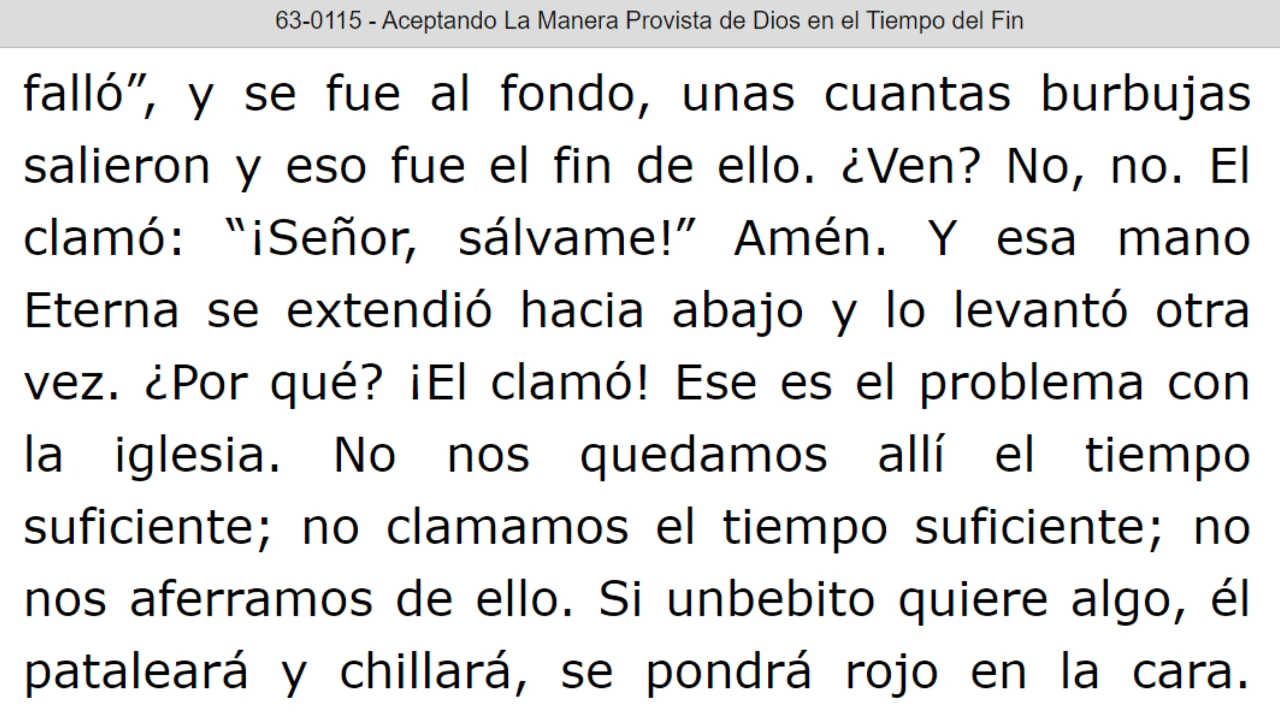 63-0115 - Aceptando La Manera Provista de Dios en el Tiempo del Fin
falló”, y se fue al fondo, unas cuantas burbujas
salieron y eso fue el fin de ello. ¿Ven? No, no. El
clamó: “¡Señor, sálvame!” Amén. Y esa mano
Eterna se extendió hacia abajo y lo levantó otra
vez. ¿Por qué? ¡El clamó! Ese es el problema con
la iglesia. No nos quedamos allí el tiempo
suficiente; no clamamos el tiempo suficiente; no
nos aferramos de ello. Si unbebito quiere algo, él
pataleará y chillará, se pondrá rojo en la cara.